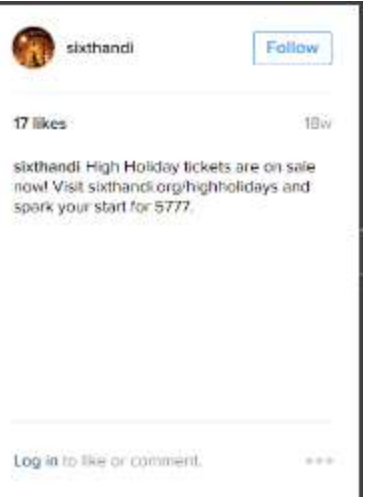 sixthandi
Follow
17 likes
18w
sixthandi High Holiday tickets are on sale
now! Visit sixthandi.org/highholidays and
spark your start for 5777.
Log in to like or comment.